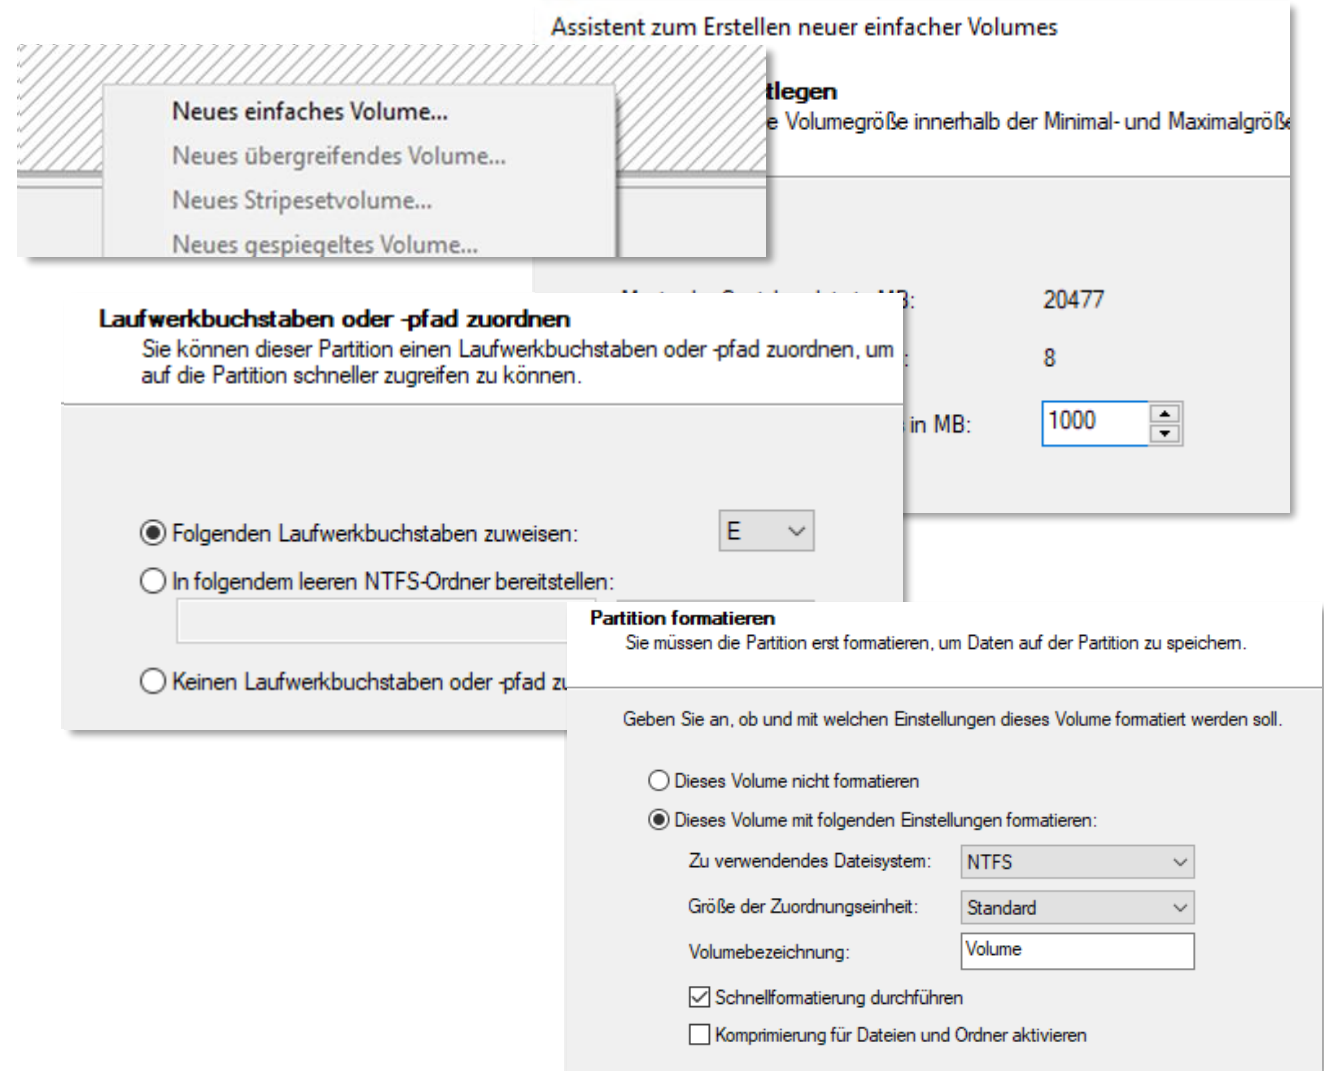 Assistent zum Erstellen neuer einfacher Volumes
tlegen
e Volumegröße innerhalb der Minimal- und Maximalgröße
Neues einfaches Volume...
Neues übergreifendes Volume...
Neues Stripesetvolume...
Neues gespiegeltes Volume...
20477
8
in MB:
1000
Laufwerkbuchstaben oder -pfad zuordnen
Sie können dieser Partition einen Laufwerkbuchstaben oder -pfad zuordnen, um
auf die Partition schneller zugreifen zu können.
Folgenden Laufwerkbuchstaben zuweisen:
E
In folgendem leeren NTFS-Ordner bereitstellen:
Keinen Laufwerkbuchstaben oder -pfad zu
Partition formatieren
Sie müssen die Partition erst formatieren, um Daten auf der Partition zu speichern.
Geben Sie an, ob und mit welchen Einstellungen dieses Volume formatiert werden soll.
Dieses Volume nicht formatieren
Dieses Volume mit folgenden Einstellungen formatieren:
Zu verwendendes Dateisystem:
NTFS
Größe der Zuordnungseinheit:
Standard
Volumebezeichnung:
Volume
Schnellformatierung durchführen
Komprimierung für Dateien und Ordner aktivieren